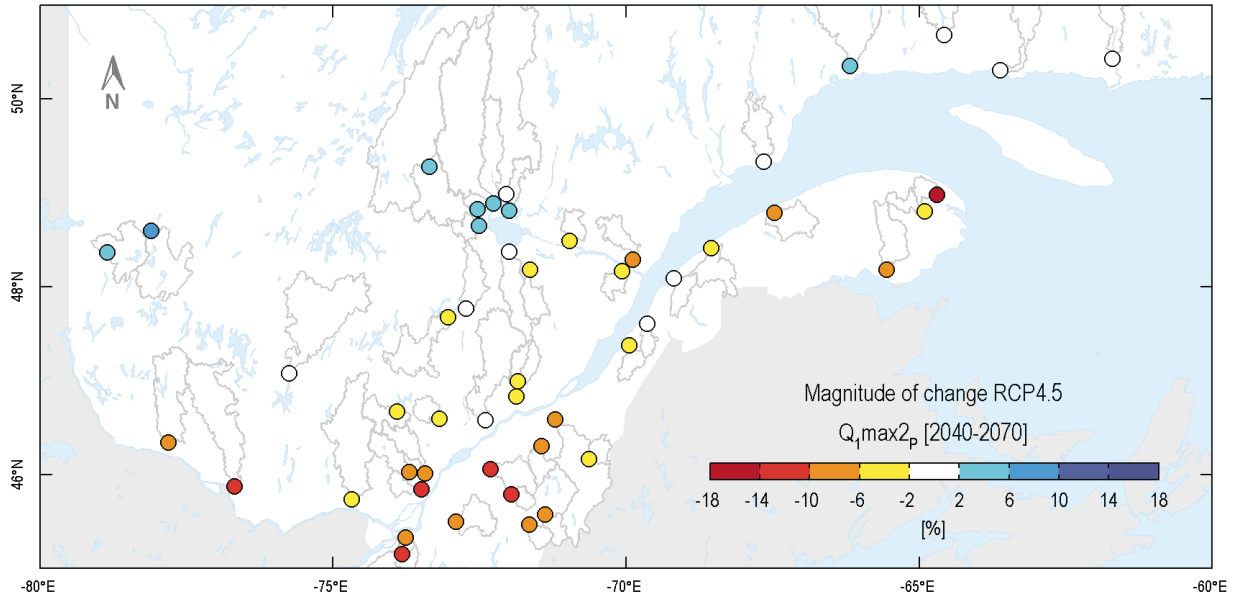 50°N
48°N
46°N
N
Magnitude of change RCP4.5
Q1max2P [2040-2070]
-18 -14 -10 -6 -2 2 6 10 14 18
[%]
-80°E -75°E -70°E -65°E -60°E